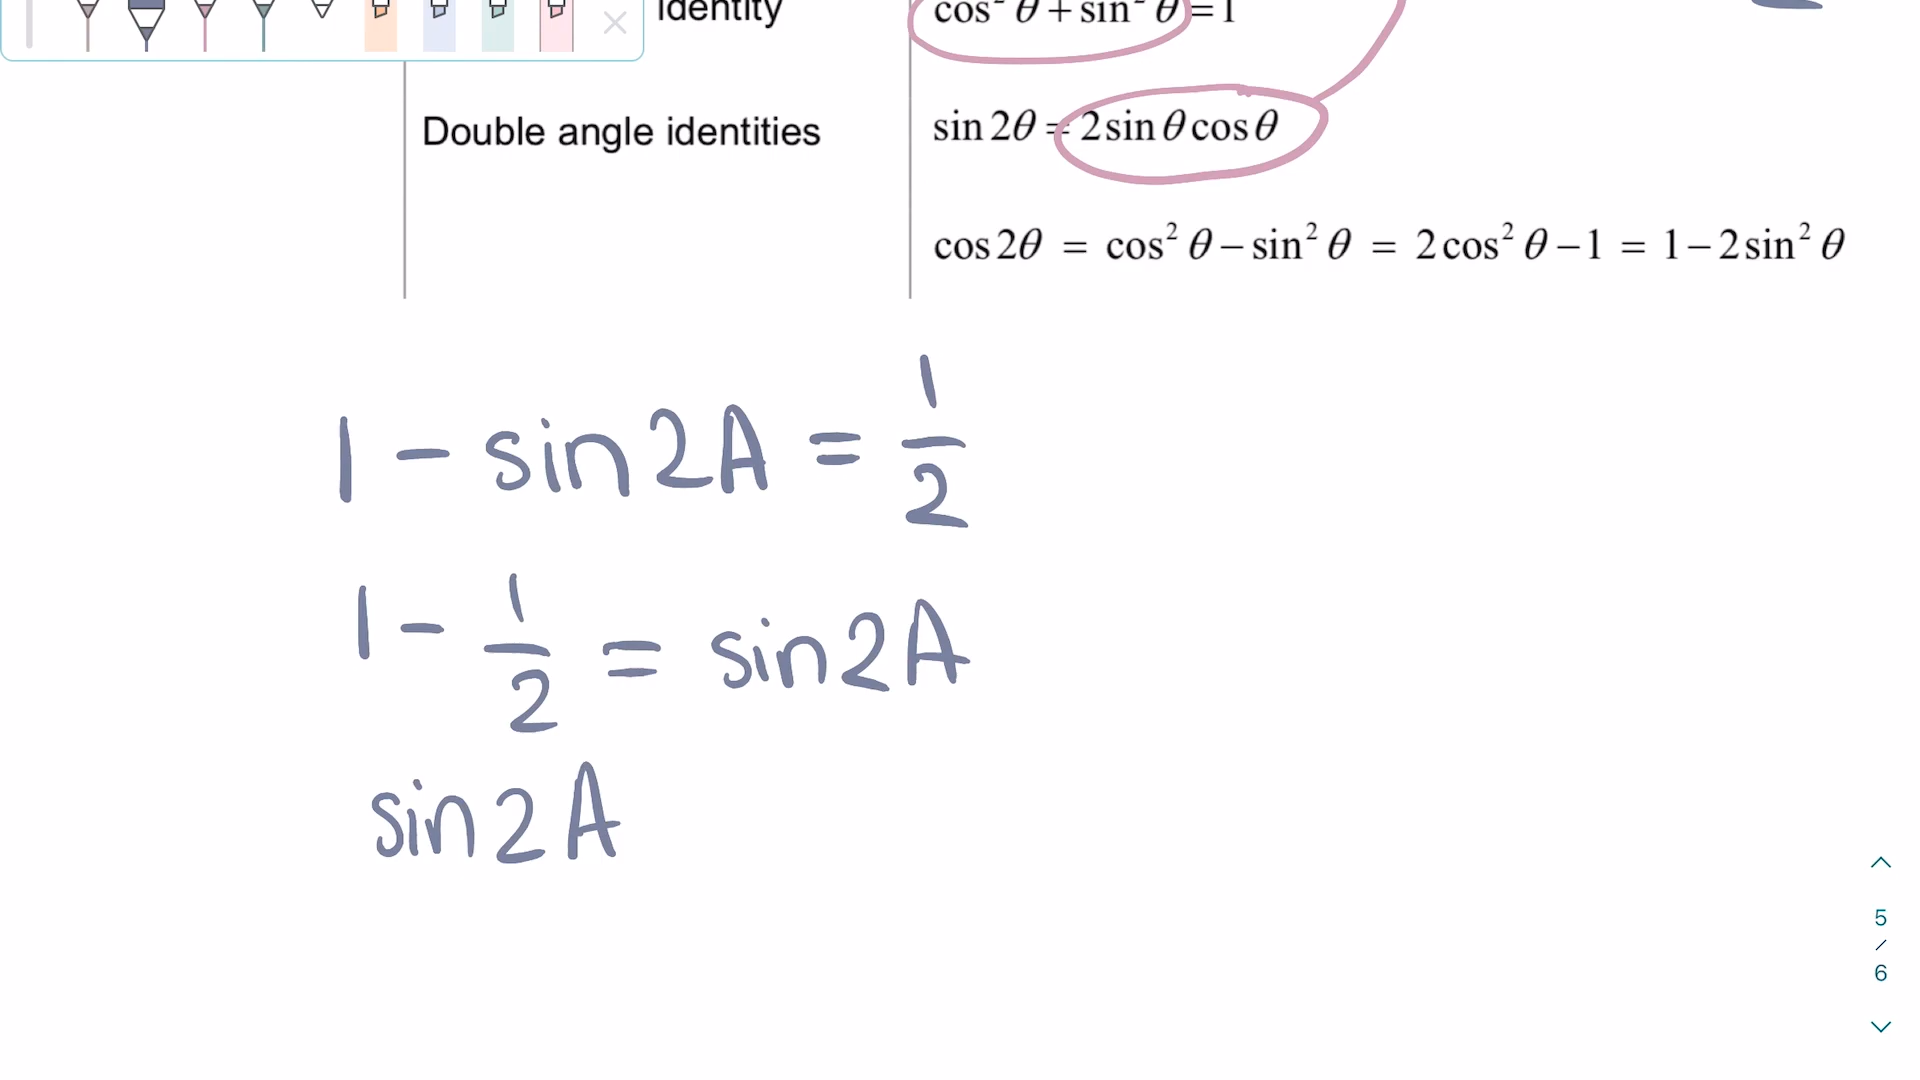 identity
cos² θ + sin² θ = 1
Double angle identities
sin 2θ = 2 sin θ cos θ
cos 2θ = cos² θ − sin² θ = 2 cos² θ − 1 = 1 − 2 sin² θ
1 − sin 2A = 1/2
1 − 1/2 = sin 2A
sin 2A
5
/
6